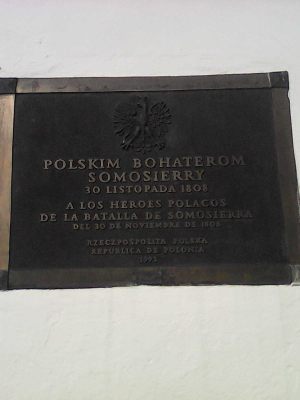 POLSKIM BOHATEROM
SOMOSIERRY
30 LISTOPADA 1808
A LOS HEROES POLACOS
DE LA BATALLA DE SOMOSIERRA
DEL 30 DE NOVIEMBRE DE 1808
RZECZPOSPOLITA POLSKA
REPUBLICA DE POLONIA
1993